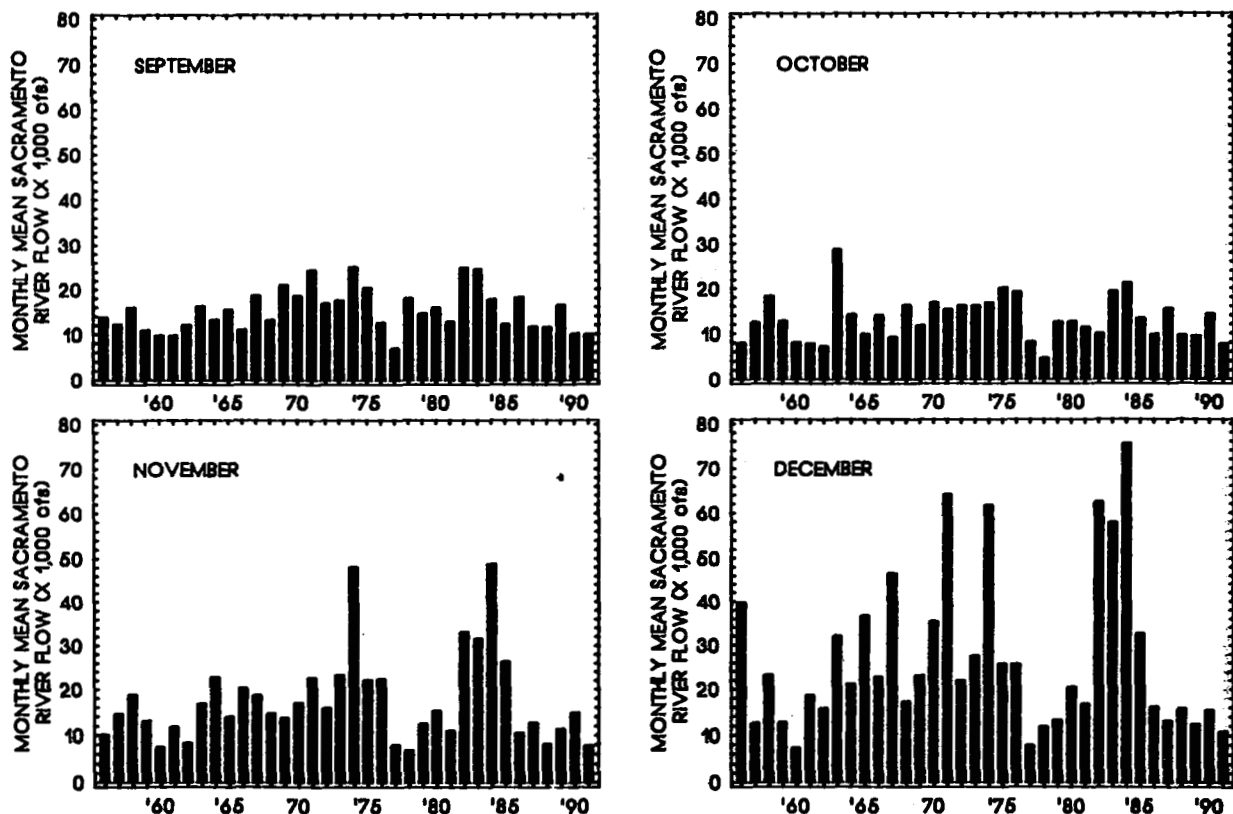 MONTHLY MEAN SACRAMENTO
RIVER FLOW (X 1,000 cfs)
80
70
60
50
40
30
20
10
0
SEPTEMBER
'60 '65 70 '75 '80 '85 '90
MONTHLY MEAN SACRAMENTO
RIVER FLOW (X 1,000 cfs)
80
70
60
50
40
30
20
10
0
OCTOBER
'60 '65 70 '75 '80 '85 '90
MONTHLY MEAN SACRAMENTO
RIVER FLOW (X 1,000 cfs)
80
70
60
50
40
30
20
10
0
NOVEMBER
'60 '65 70 '75 '80 '85 '90
MONTHLY MEAN SACRAMENTO
RIVER FLOW (X 1,000 cfs)
80
70
60
50
40
30
20
10
0
DECEMBER
'60 '65 70 '75 '80 '85 '90